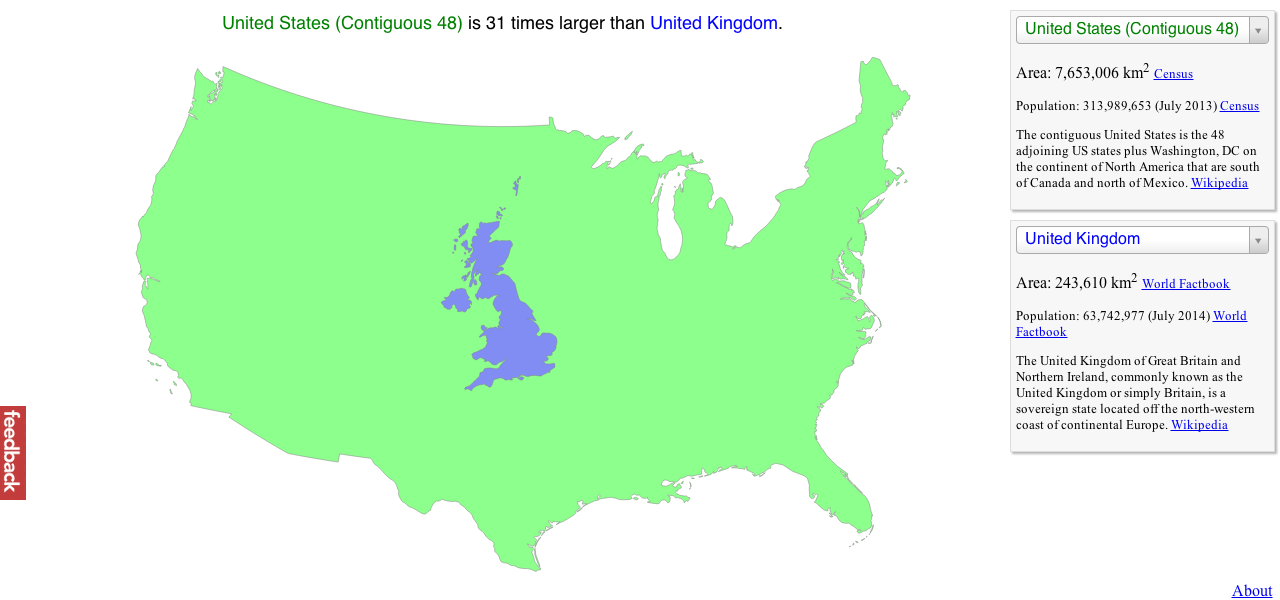 United States (Contiguous 48) is 31 times larger than United Kingdom.
United States (Contiguous 48)
Area: 7,653,006 km2 Census
Population: 313,989,653 (July 2013) Census
The contiguous United States is the 48
adjoining US states plus Washington, DC on
the continent of North America that are south
of Canada and north of Mexico. Wikipedia
United Kingdom
Area: 243,610 km2 World Factbook
Population: 63,742,977 (July 2014) World
Factbook
The United Kingdom of Great Britain and
Northern Ireland, commonly known as the
United Kingdom or simply Britain, is a
sovereign state located off the north-western
coast of continental Europe. Wikipedia
feedback
About